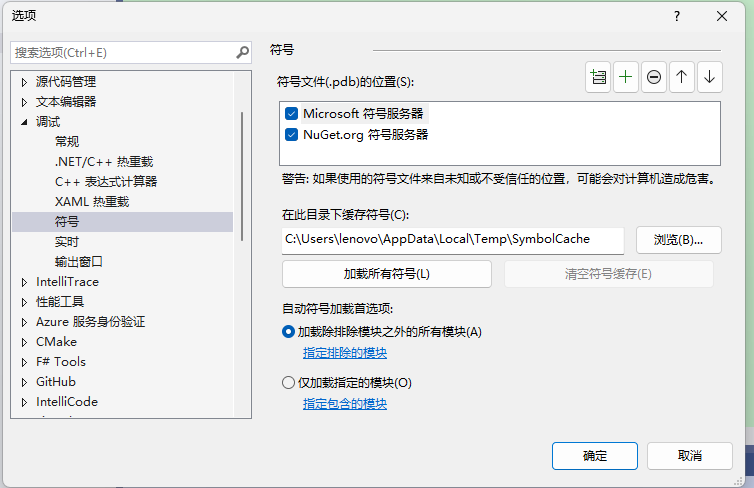 选项
搜索选项(Ctrl+E)
源代码管理
文本编辑器
调试
常规
.NET/C++ 热重载
C++ 表达式计算器
XAML 热重载
符号
实时
输出窗口
IntelliTrace
性能工具
Azure 服务身份验证
CMake
F# Tools
GitHub
IntelliCode
符号
符号文件(.pdb)的位置(S):
Microsoft 符号服务器
NuGet.org 符号服务器
警告: 如果使用的符号文件来自未知或不受信任的位置，可能会对计算机造成危害。
在此目录下缓存符号(C):
C:\Users\lenovo\AppData\Local\Temp\SymbolCache
浏览(B)...
加载所有符号(L)
清空符号缓存(E)
自动符号加载首选项:
加载除排除模块之外的所有模块(A)
指定排除的模块
仅加载指定的模块(O)
指定包含的模块
确定
取消